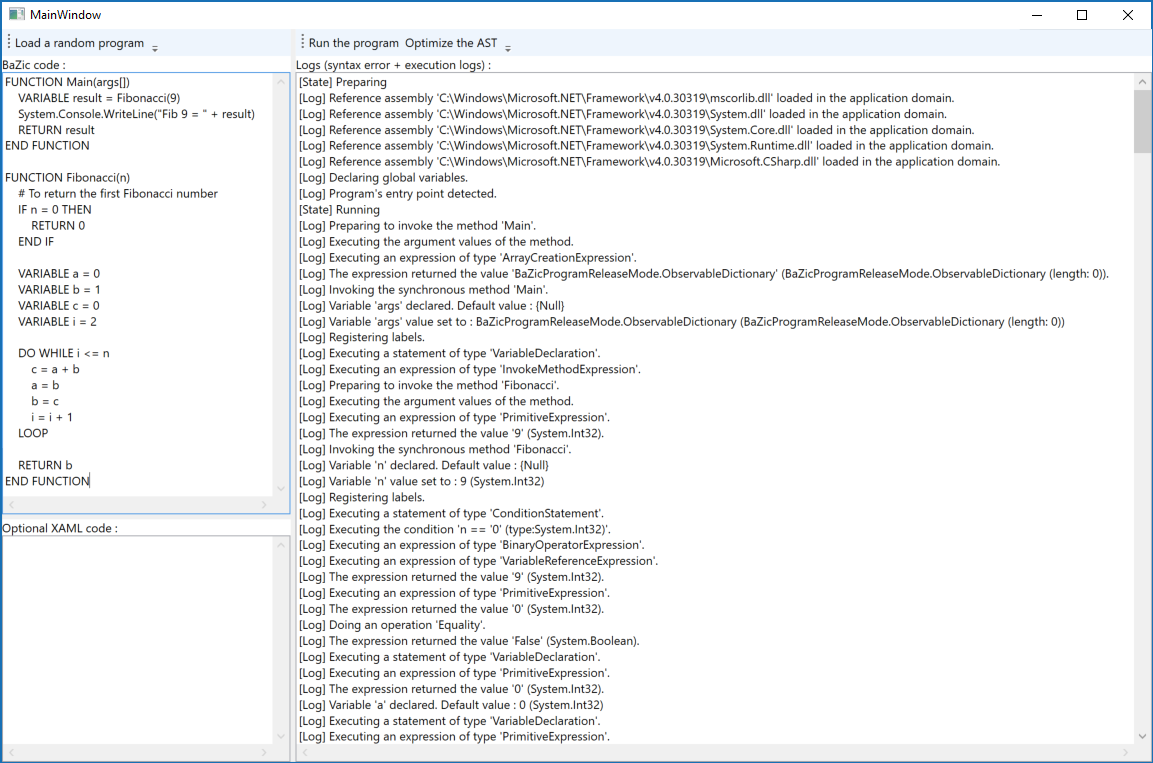 MainWindow
Load a random program
Run the program Optimize the AST
BaZic code :
FUNCTION Main(args[])
    VARIABLE result = Fibonacci(9)
    System.Console.WriteLine("Fib 9 = " + result)
    RETURN result
END FUNCTION

FUNCTION Fibonacci(n)
    # To return the first Fibonacci number
    IF n = 0 THEN
        RETURN 0
    END IF

    VARIABLE a = 0
    VARIABLE b = 1
    VARIABLE c = 0
    VARIABLE i = 2

    DO WHILE i <= n
        c = a + b
        a = b
        b = c
        i = i + 1
    LOOP

    RETURN b
END FUNCTION
Optional XAML code :
Logs (syntax error + execution logs) :
[State] Preparing
[Log] Reference assembly 'C:\Windows\Microsoft.NET\Framework\v4.0.30319\mscorlib.dll' loaded in the application domain.
[Log] Reference assembly 'C:\Windows\Microsoft.NET\Framework\v4.0.30319\System.dll' loaded in the application domain.
[Log] Reference assembly 'C:\Windows\Microsoft.NET\Framework\v4.0.30319\System.Core.dll' loaded in the application domain.
[Log] Reference assembly 'C:\Windows\Microsoft.NET\Framework\v4.0.30319\System.Runtime.dll' loaded in the application domain.
[Log] Reference assembly 'C:\Windows\Microsoft.NET\Framework\v4.0.30319\Microsoft.CSharp.dll' loaded in the application domain.
[Log] Declaring global variables.
[Log] Program's entry point detected.
[State] Running
[Log] Preparing to invoke the method 'Main'.
[Log] Executing the argument values of the method.
[Log] Executing an expression of type 'ArrayCreationExpression'.
[Log] The expression returned the value 'BaZicProgramReleaseMode.ObservableDictionary' (BaZicProgramReleaseMode.ObservableDictionary (length: 0)).
[Log] Invoking the synchronous method 'Main'.
[Log] Variable 'args' declared. Default value : {Null}
[Log] Variable 'args' value set to : BaZicProgramReleaseMode.ObservableDictionary (BaZicProgramReleaseMode.ObservableDictionary (length: 0))
[Log] Registering labels.
[Log] Executing a statement of type 'VariableDeclaration'.
[Log] Executing an expression of type 'InvokeMethodExpression'.
[Log] Preparing to invoke the method 'Fibonacci'.
[Log] Executing the argument values of the method.
[Log] Executing an expression of type 'PrimitiveExpression'.
[Log] The expression returned the value '9' (System.Int32).
[Log] Invoking the synchronous method 'Fibonacci'.
[Log] Variable 'n' declared. Default value : {Null}
[Log] Variable 'n' value set to : 9 (System.Int32)
[Log] Registering labels.
[Log] Executing a statement of type 'ConditionStatement'.
[Log] Executing the condition 'n == '0' (type:System.Int32)'.
[Log] Executing an expression of type 'BinaryOperatorExpression'.
[Log] Executing an expression of type 'VariableReferenceExpression'.
[Log] The expression returned the value '9' (System.Int32).
[Log] Executing an expression of type 'PrimitiveExpression'.
[Log] The expression returned the value '0' (System.Int32).
[Log] Doing an operation 'Equality'.
[Log] The expression returned the value 'False' (System.Boolean).
[Log] Executing a statement of type 'VariableDeclaration'.
[Log] Executing an expression of type 'PrimitiveExpression'.
[Log] The expression returned the value '0' (System.Int32).
[Log] Variable 'a' declared. Default value : 0 (System.Int32)
[Log] Executing a statement of type 'VariableDeclaration'.
[Log] Executing an expression of type 'PrimitiveExpression'.